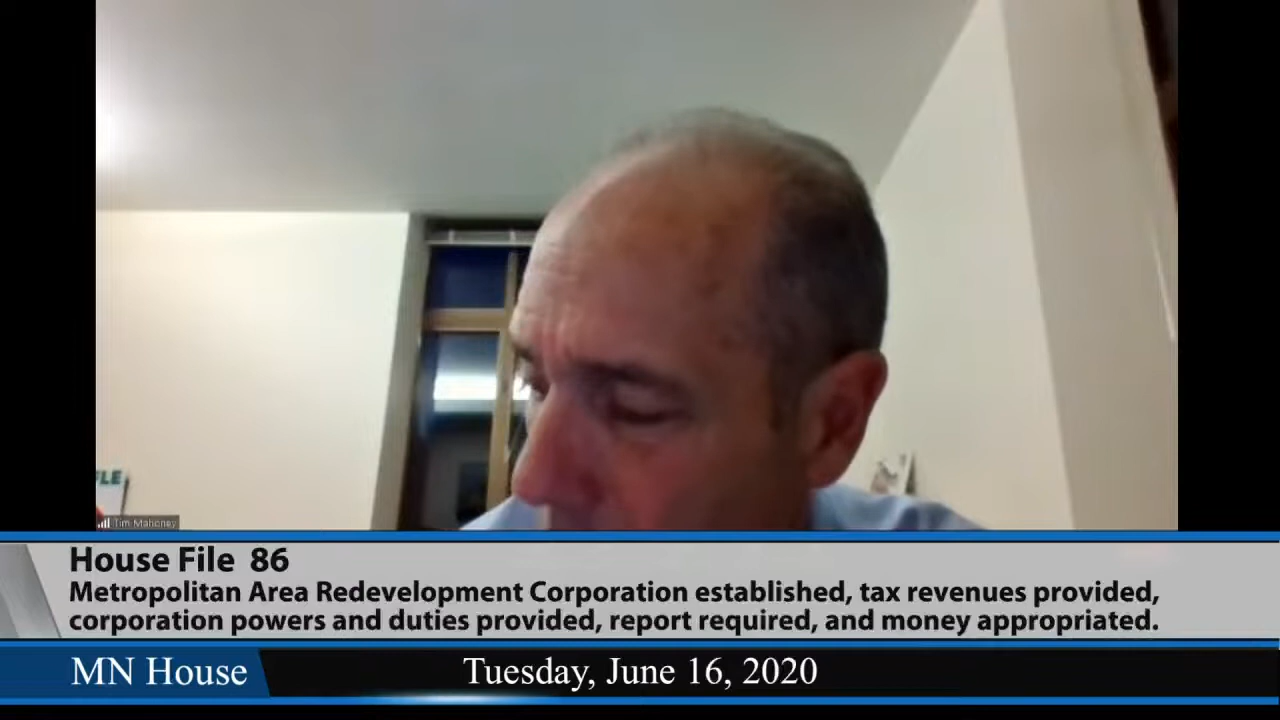 FLE
Tim Mahoney
House File 86
Metropolitan Area Redevelopment Corporation established, tax revenues provided,
corporation powers and duties provided, report required, and money appropriated.
MN House
Tuesday, June 16, 2020